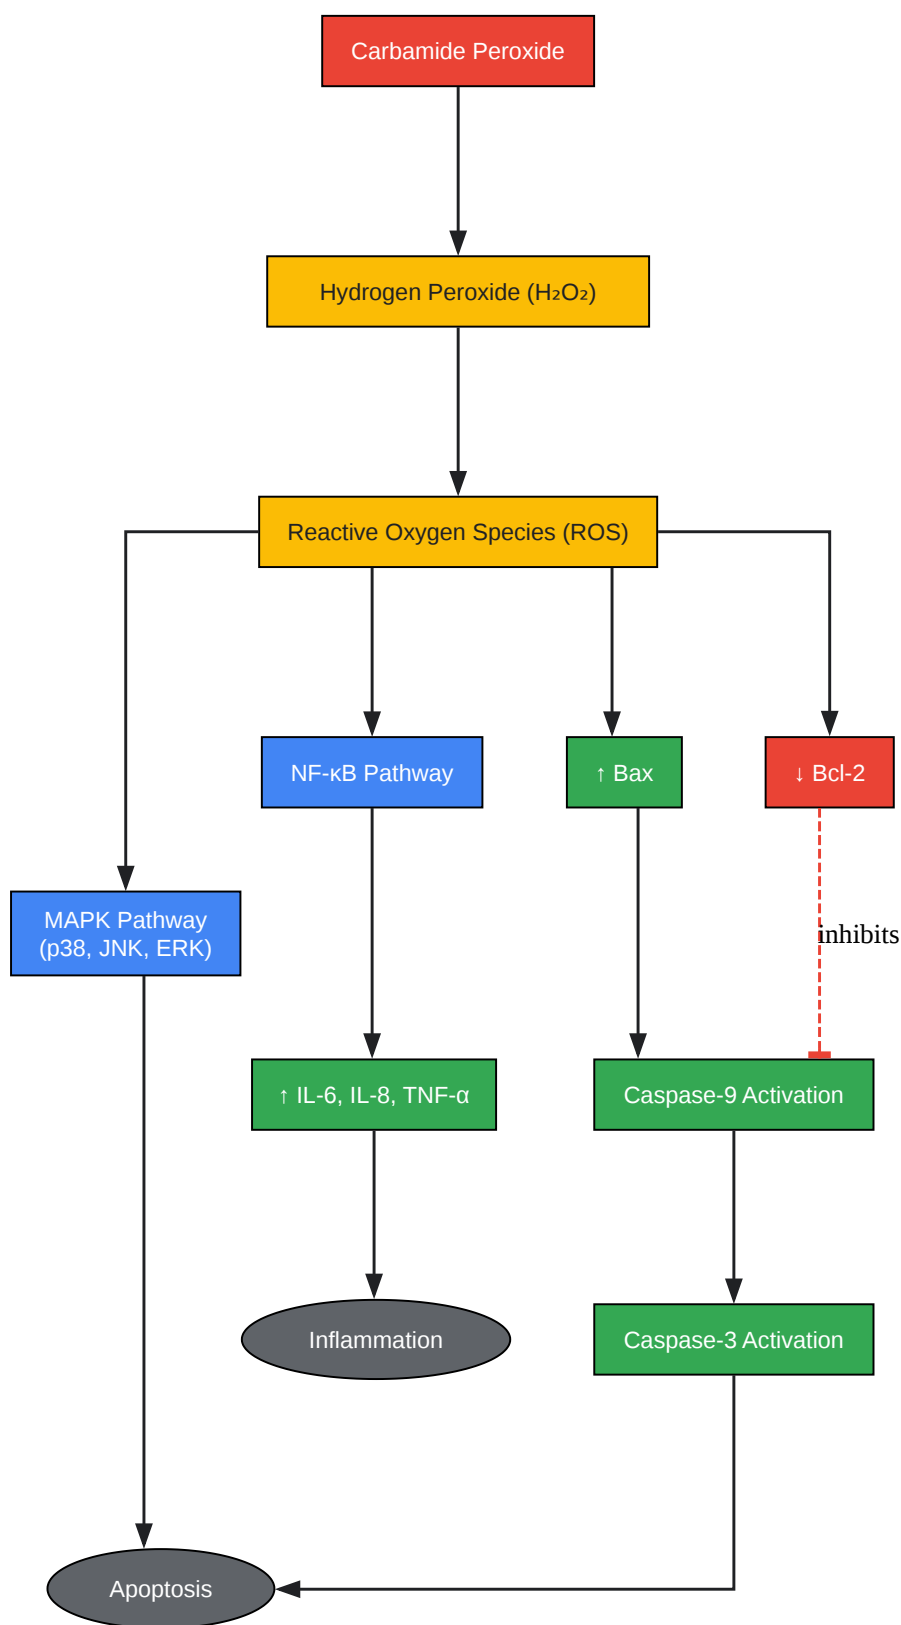 Carbamide Peroxide
Hydrogen Peroxide (H₂O₂)
Reactive Oxygen Species (ROS)
NF-κB Pathway
↑ Bax
↓ Bcl-2
MAPK Pathway
(p38, JNK, ERK)
inhibits
↑ IL-6, IL-8, TNF-α
Caspase-9 Activation
Inflammation
Caspase-3 Activation
Apoptosis